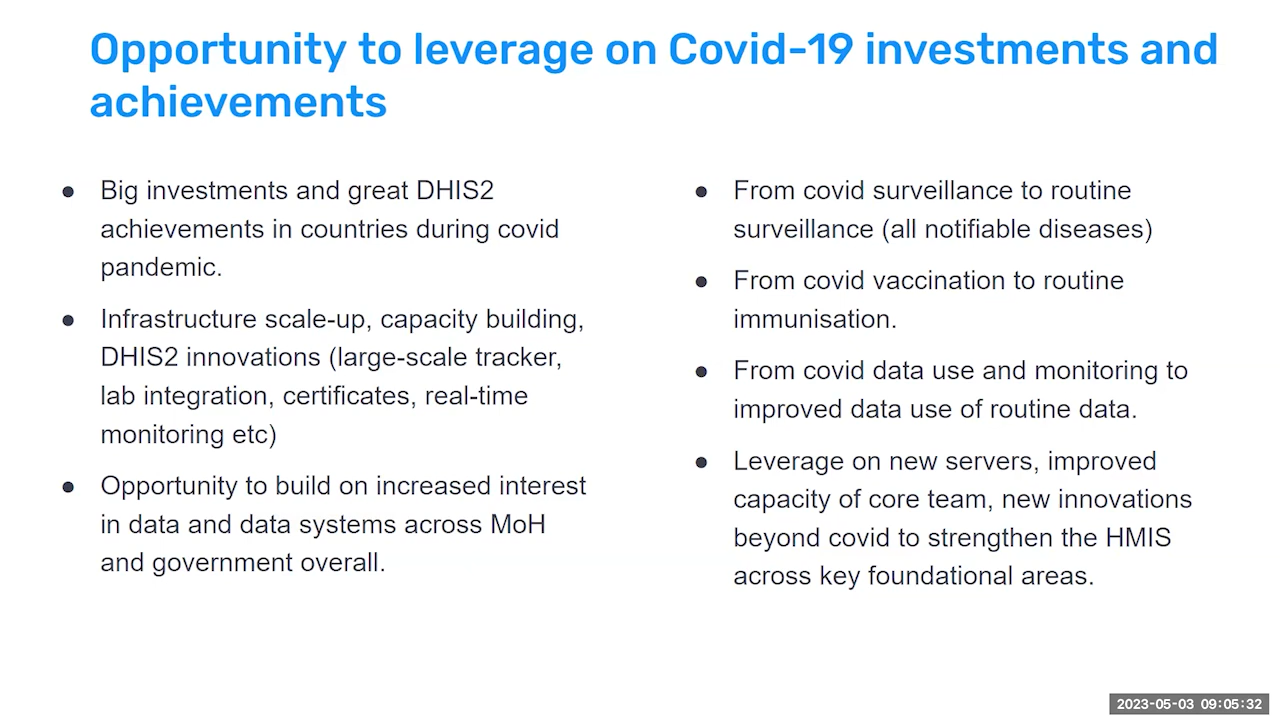 Opportunity to leverage on Covid-19 investments and
achievements
● Big investments and great DHIS2
achievements in countries during covid
pandemic.
● Infrastructure scale-up, capacity building,
DHIS2 innovations (large-scale tracker,
lab integration, certificates, real-time
monitoring etc)
● Opportunity to build on increased interest
in data and data systems across MoH
and government overall.
● From covid surveillance to routine
surveillance (all notifiable diseases)
● From covid vaccination to routine
immunisation.
● From covid data use and monitoring to
improved data use of routine data.
● Leverage on new servers, improved
capacity of core team, new innovations
beyond covid to strengthen the HMIS
across key foundational areas.
2023-05-03 09:05:32